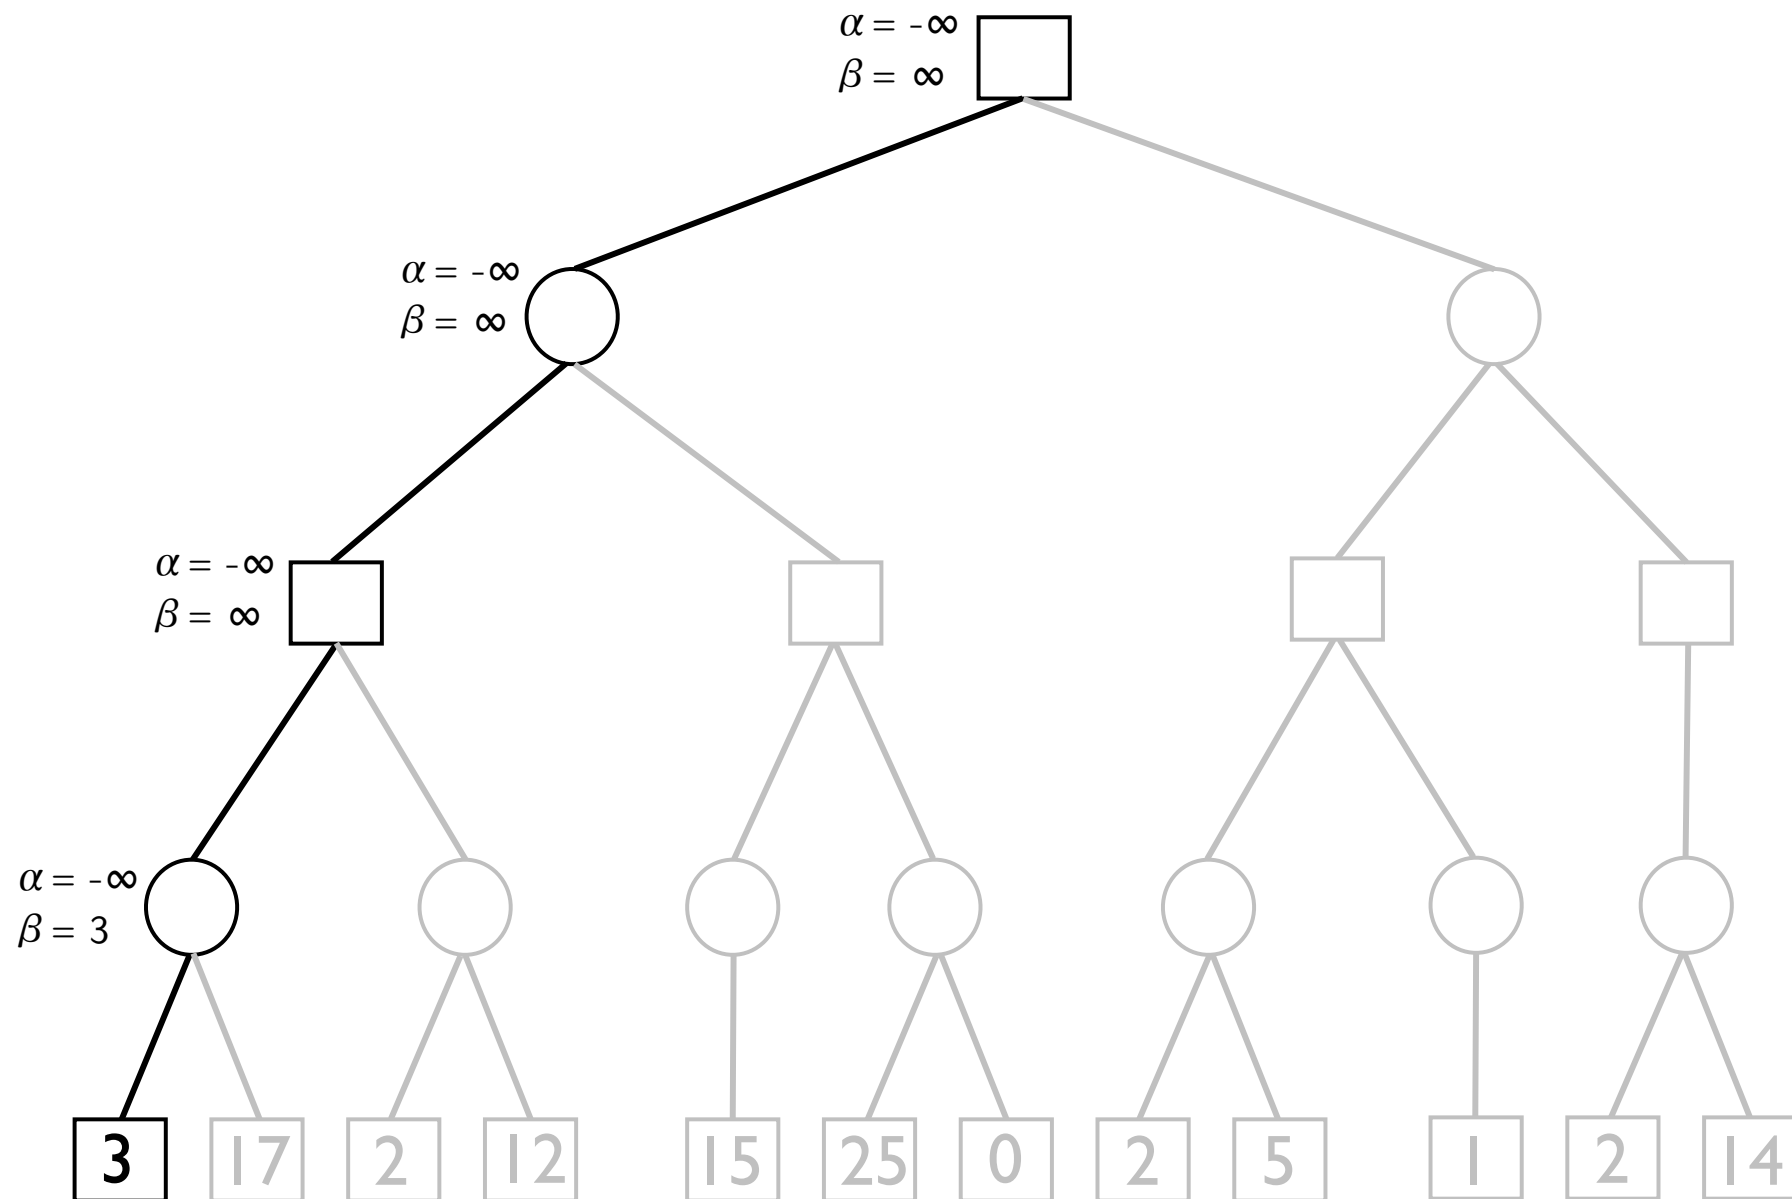 α = -∞
β = ∞
α = -∞
β = ∞
α = -∞
β = ∞
α = -∞
β = 3
3 17 2 12 15 25 0 2 5 1 2 14